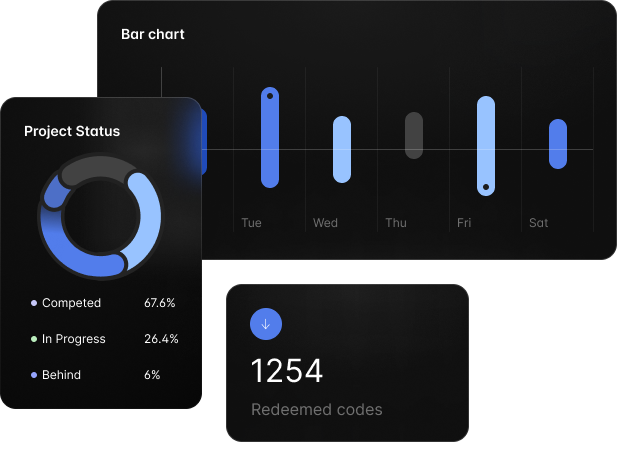 Bar chart
Tue Wed Thu Fri Sat
Project Status
Competed 67.6%
In Progress 26.4%
Behind 6%
1254
Redeemed codes